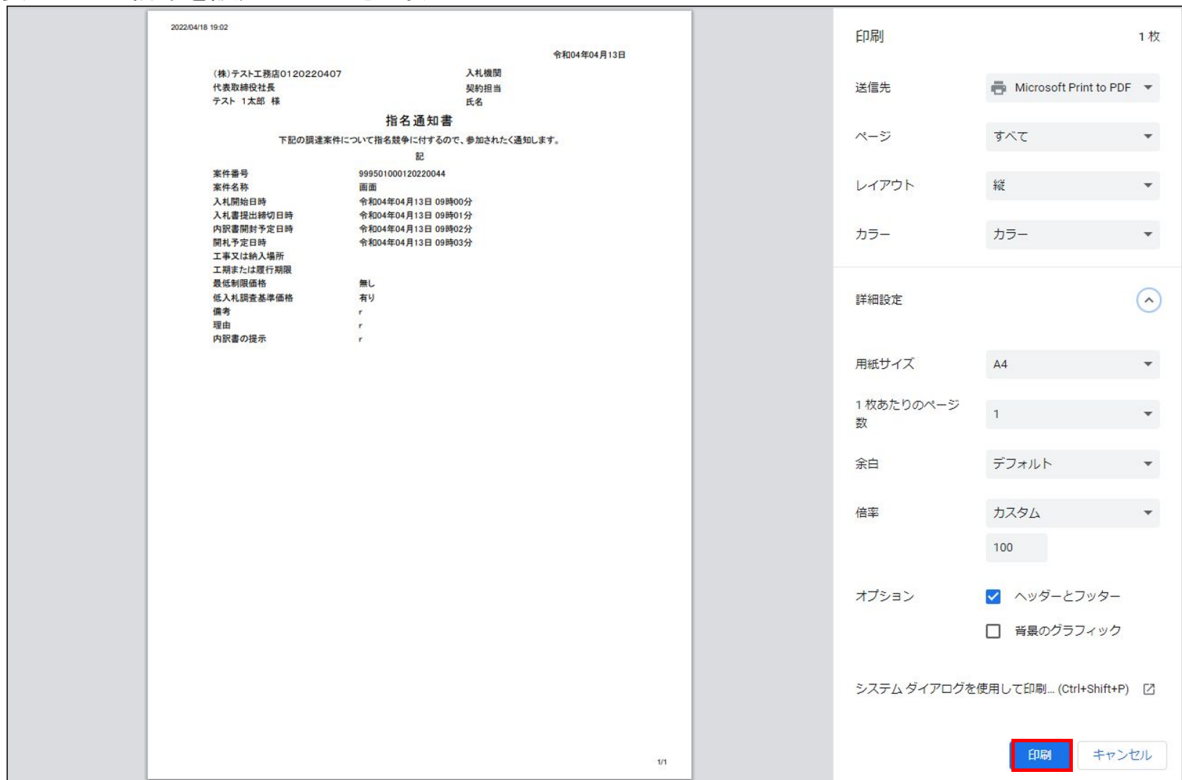 2022/04/18 19:02
令和04年04月13日
(株)テスト工務店0120220407 入札機関
代表取締役社長 契約担当
テスト 1太郎 様 氏名
指名通知書
下記の調達案件について指名競争に付するので、参加されたく通知します。
記
案件番号 999501000120220044
案件名称 画面
入札開始日時 令和04年04月13日 09時00分
入札書提出締切日時 令和04年04月13日 09時01分
内訳書開封予定日時 令和04年04月13日 09時02分
開札予定日時 令和04年04月13日 09時03分
工事又は納入場所
工期または履行期限
最低制限価格 無し
低入札調査基準価格 有り
備考 r
理由 r
内訳書の提示 r
1/1
印刷 1 枚
送信先 Microsoft Print to PDF
ページ すべて
レイアウト 縦
カラー カラー
詳細設定
用紙サイズ A4
1 枚あたりのページ
数 1
余白 デフォルト
倍率 カスタム
100
オプション ヘッダーとフッター
背景のグラフィック
システム ダイアログを使用して印刷... (Ctrl+Shift+P)
印刷 キャンセル